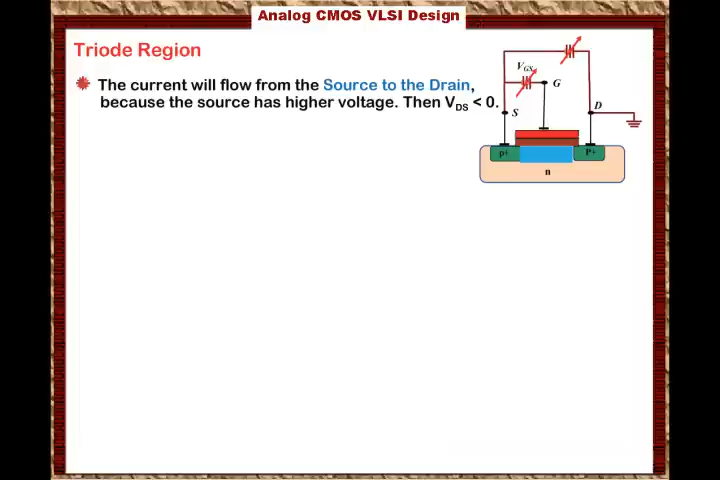 Analog CMOS VLSI Design
Triode Region
The current will flow from the Source to the Drain,
because the source has higher voltage. Then VDS < 0.
VGS
G
S
D
p+
P+
n